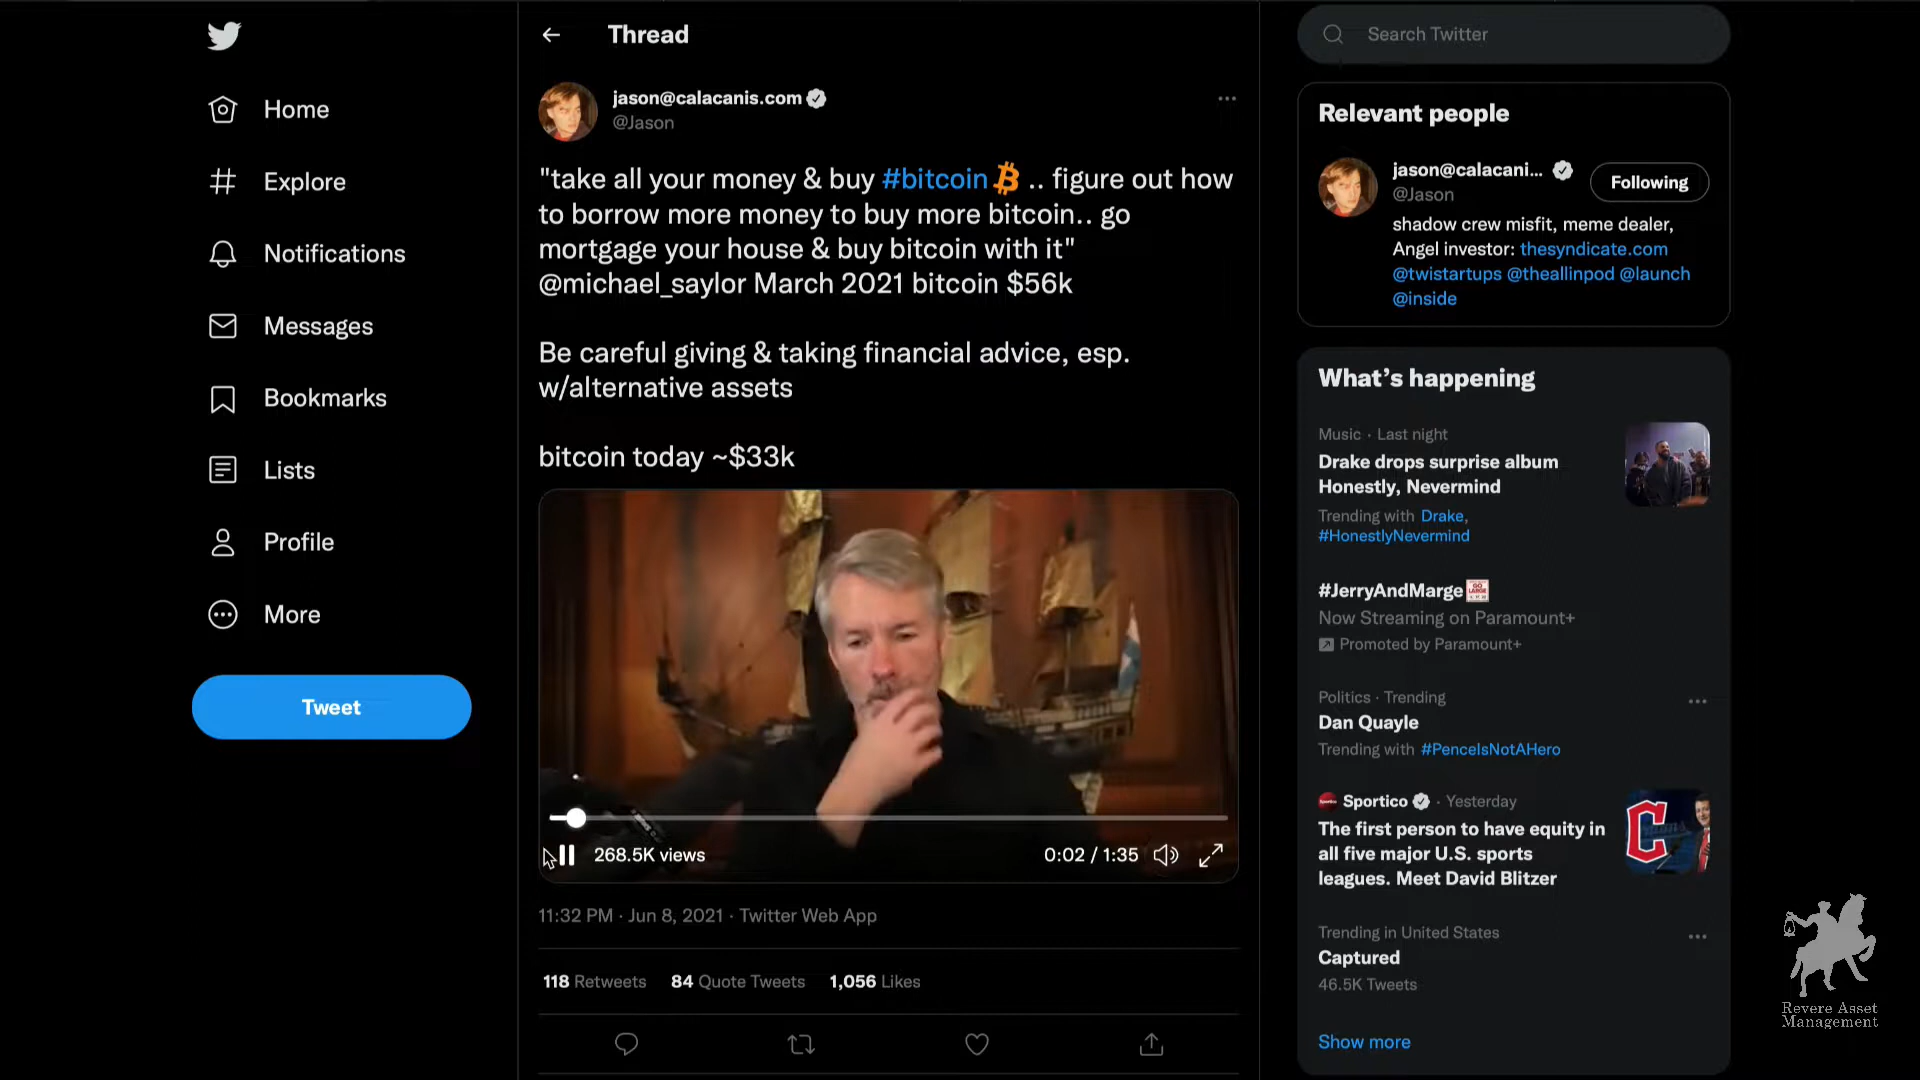 Home
Explore
Notifications
Messages
Bookmarks
Lists
Profile
More
Tweet
Thread
jason@calacanis.com
@Jason
"take all your money & buy #bitcoin .. figure out how
to borrow more money to buy more bitcoin.. go
mortgage your house & buy bitcoin with it"
@michael_saylor March 2021 bitcoin $56k
Be careful giving & taking financial advice, esp.
w/alternative assets
bitcoin today ~$33k
268.5K views
0:02 / 1:35
11:32 PM · Jun 8, 2021 · Twitter Web App
118 Retweets 84 Quote Tweets 1,056 Likes
Search Twitter
Relevant people
jason@calacani...
@Jason
Following
shadow crew misfit, meme dealer,
Angel investor: thesyndicate.com
@twistartups @theallinpod @launch
@inside
What's happening
Music · Last night
Drake drops surprise album
Honestly, Nevermind
Trending with Drake,
#HonestlyNevermind
#JerryAndMarge
Now Streaming on Paramount+
Promoted by Paramount+
Politics · Trending
Dan Quayle
Trending with #PenceIsNotAHero
Sportico · Yesterday
The first person to have equity in
all five major U.S. sports
leagues. Meet David Blitzer
Trending in United States
Captured
46.5K Tweets
Show more
Revere Asset
Management